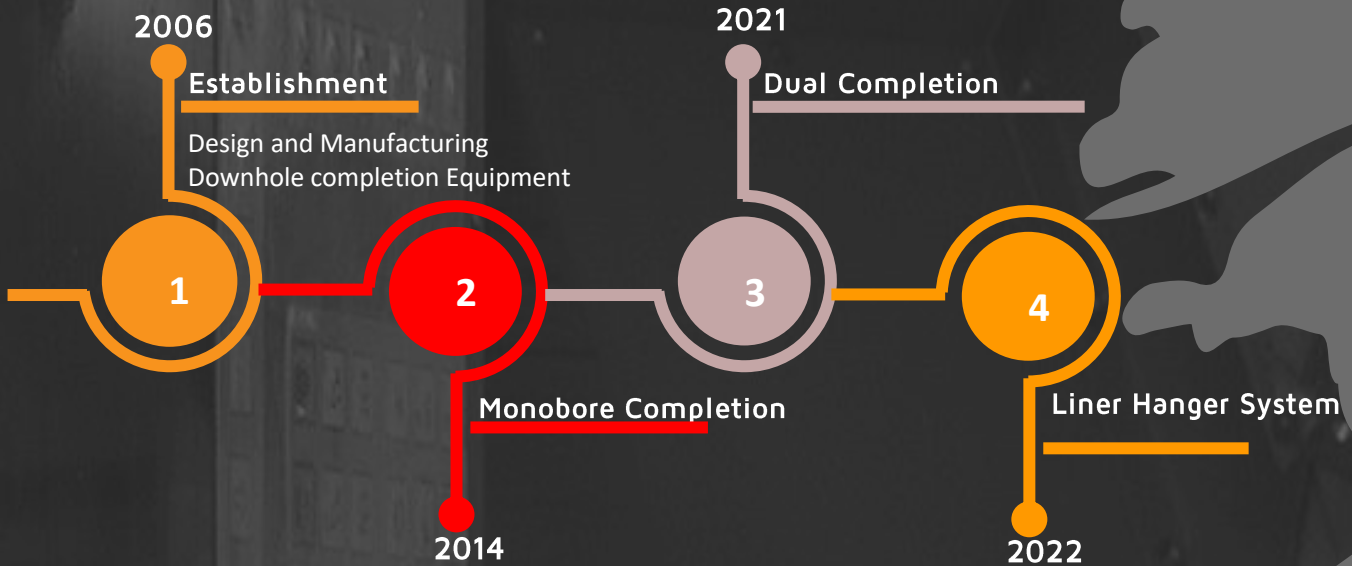 2006
Establishment
Design and Manufacturing
Downhole completion Equipment
1
2
Monobore Completion
2014
2021
Dual Completion
3
4
Liner Hanger System
2022